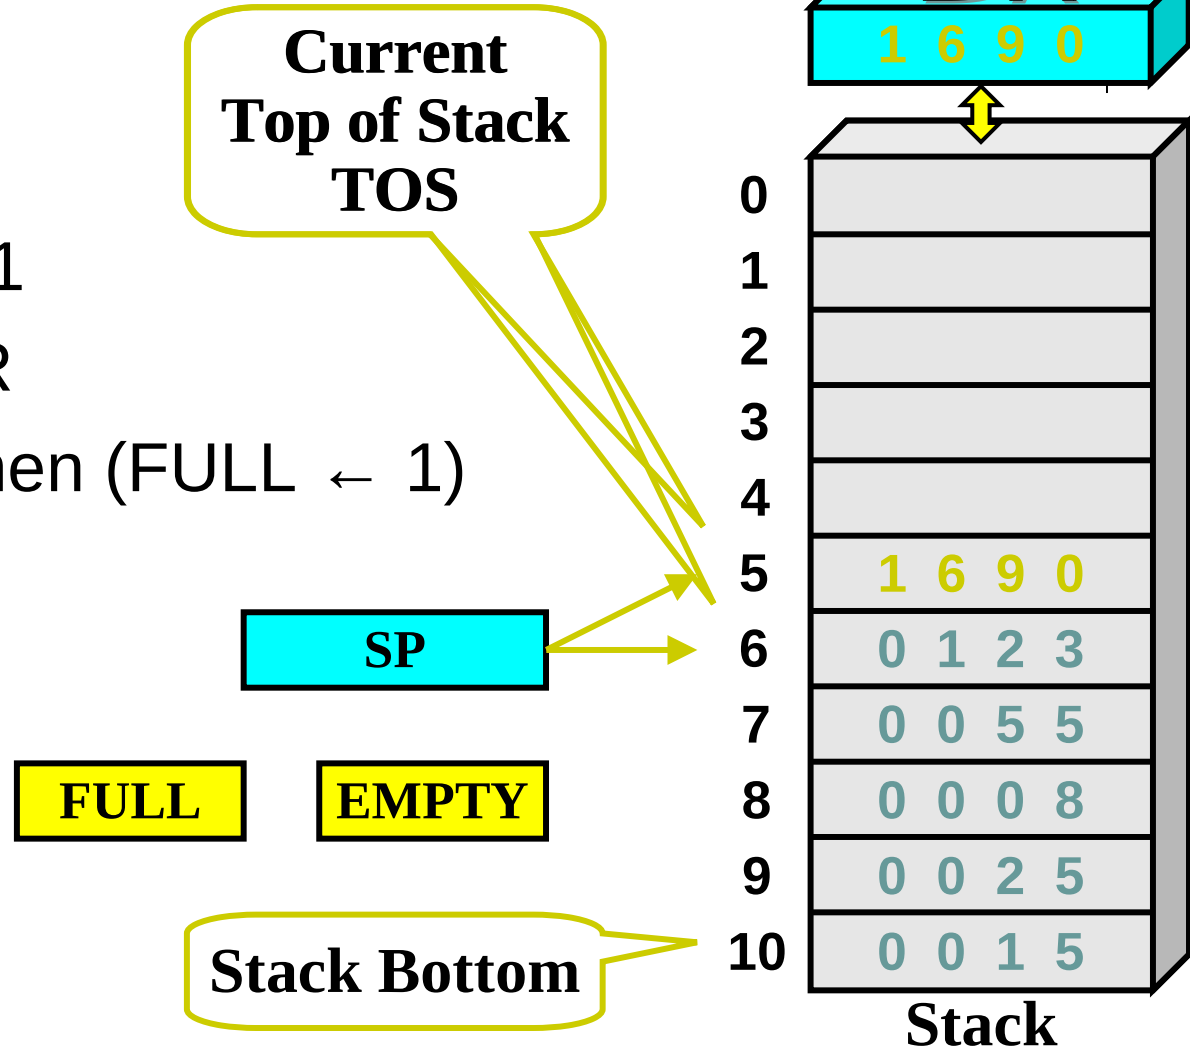 1 6 9 0
Current
Top of Stack
TOS
0
1
1
2
R
3
(FULL ← 1)
4
5 1 6 9 0
SP
6 0 1 2 3
7 0 0 5 5
FULL EMPTY
8 0 0 0 8
9 0 0 2 5
Stack Bottom
10 0 0 1 5
Stack